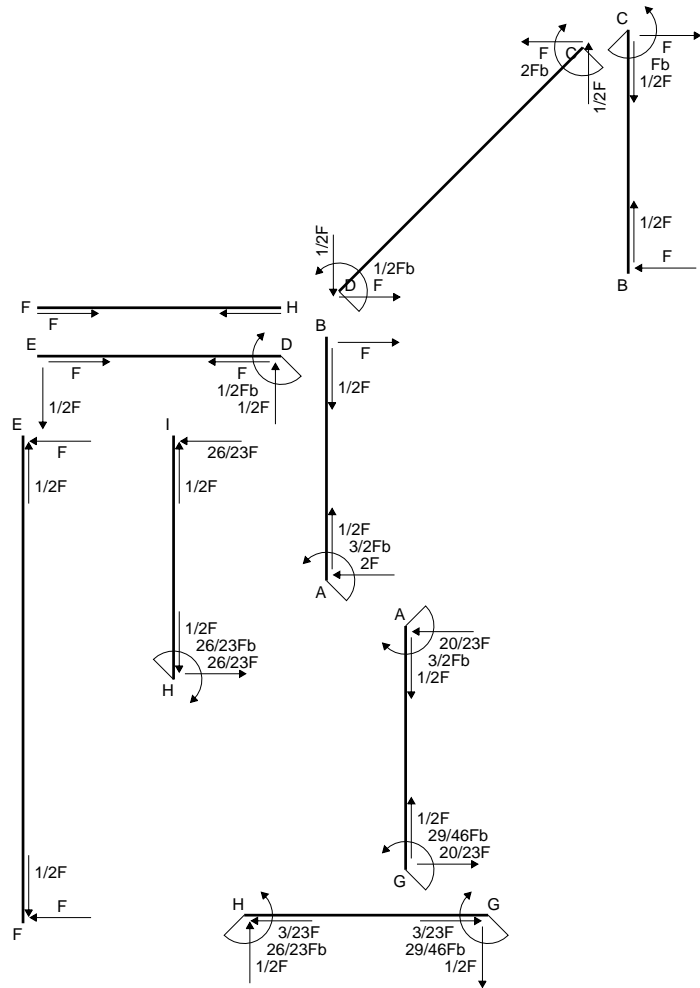 C
F
Fb
1/2F
1/2F
F
B
C
F
2Fb
1/2F
1/2F
D
1/2Fb
F
F
H
F
E
D
F
F
1/2Fb
1/2F
1/2F
B
F
1/2F
1/2F
3/2Fb
2F
A
E
F
1/2F
1/2F
F
F
I
26/23F
1/2F
1/2F
26/23Fb
26/23F
H
A
20/23F
3/2Fb
1/2F
1/2F
29/46Fb
20/23F
G
H
G
3/23F
26/23Fb
1/2F
3/23F
29/46Fb
1/2F